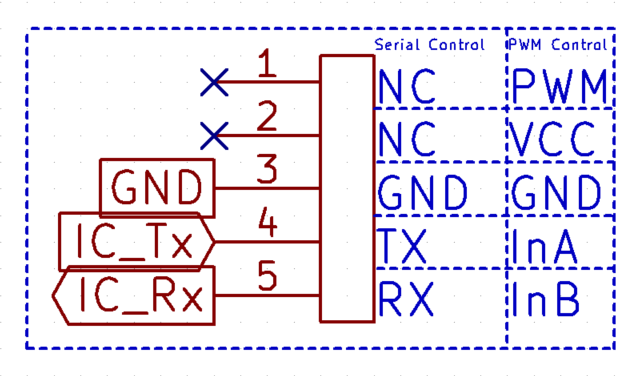 Serial Control PWM Control
1 NC PWM
2 NC VCC
GND 3 GND GND
IC_Tx 4 TX InA
IC_Rx 5 RX InB